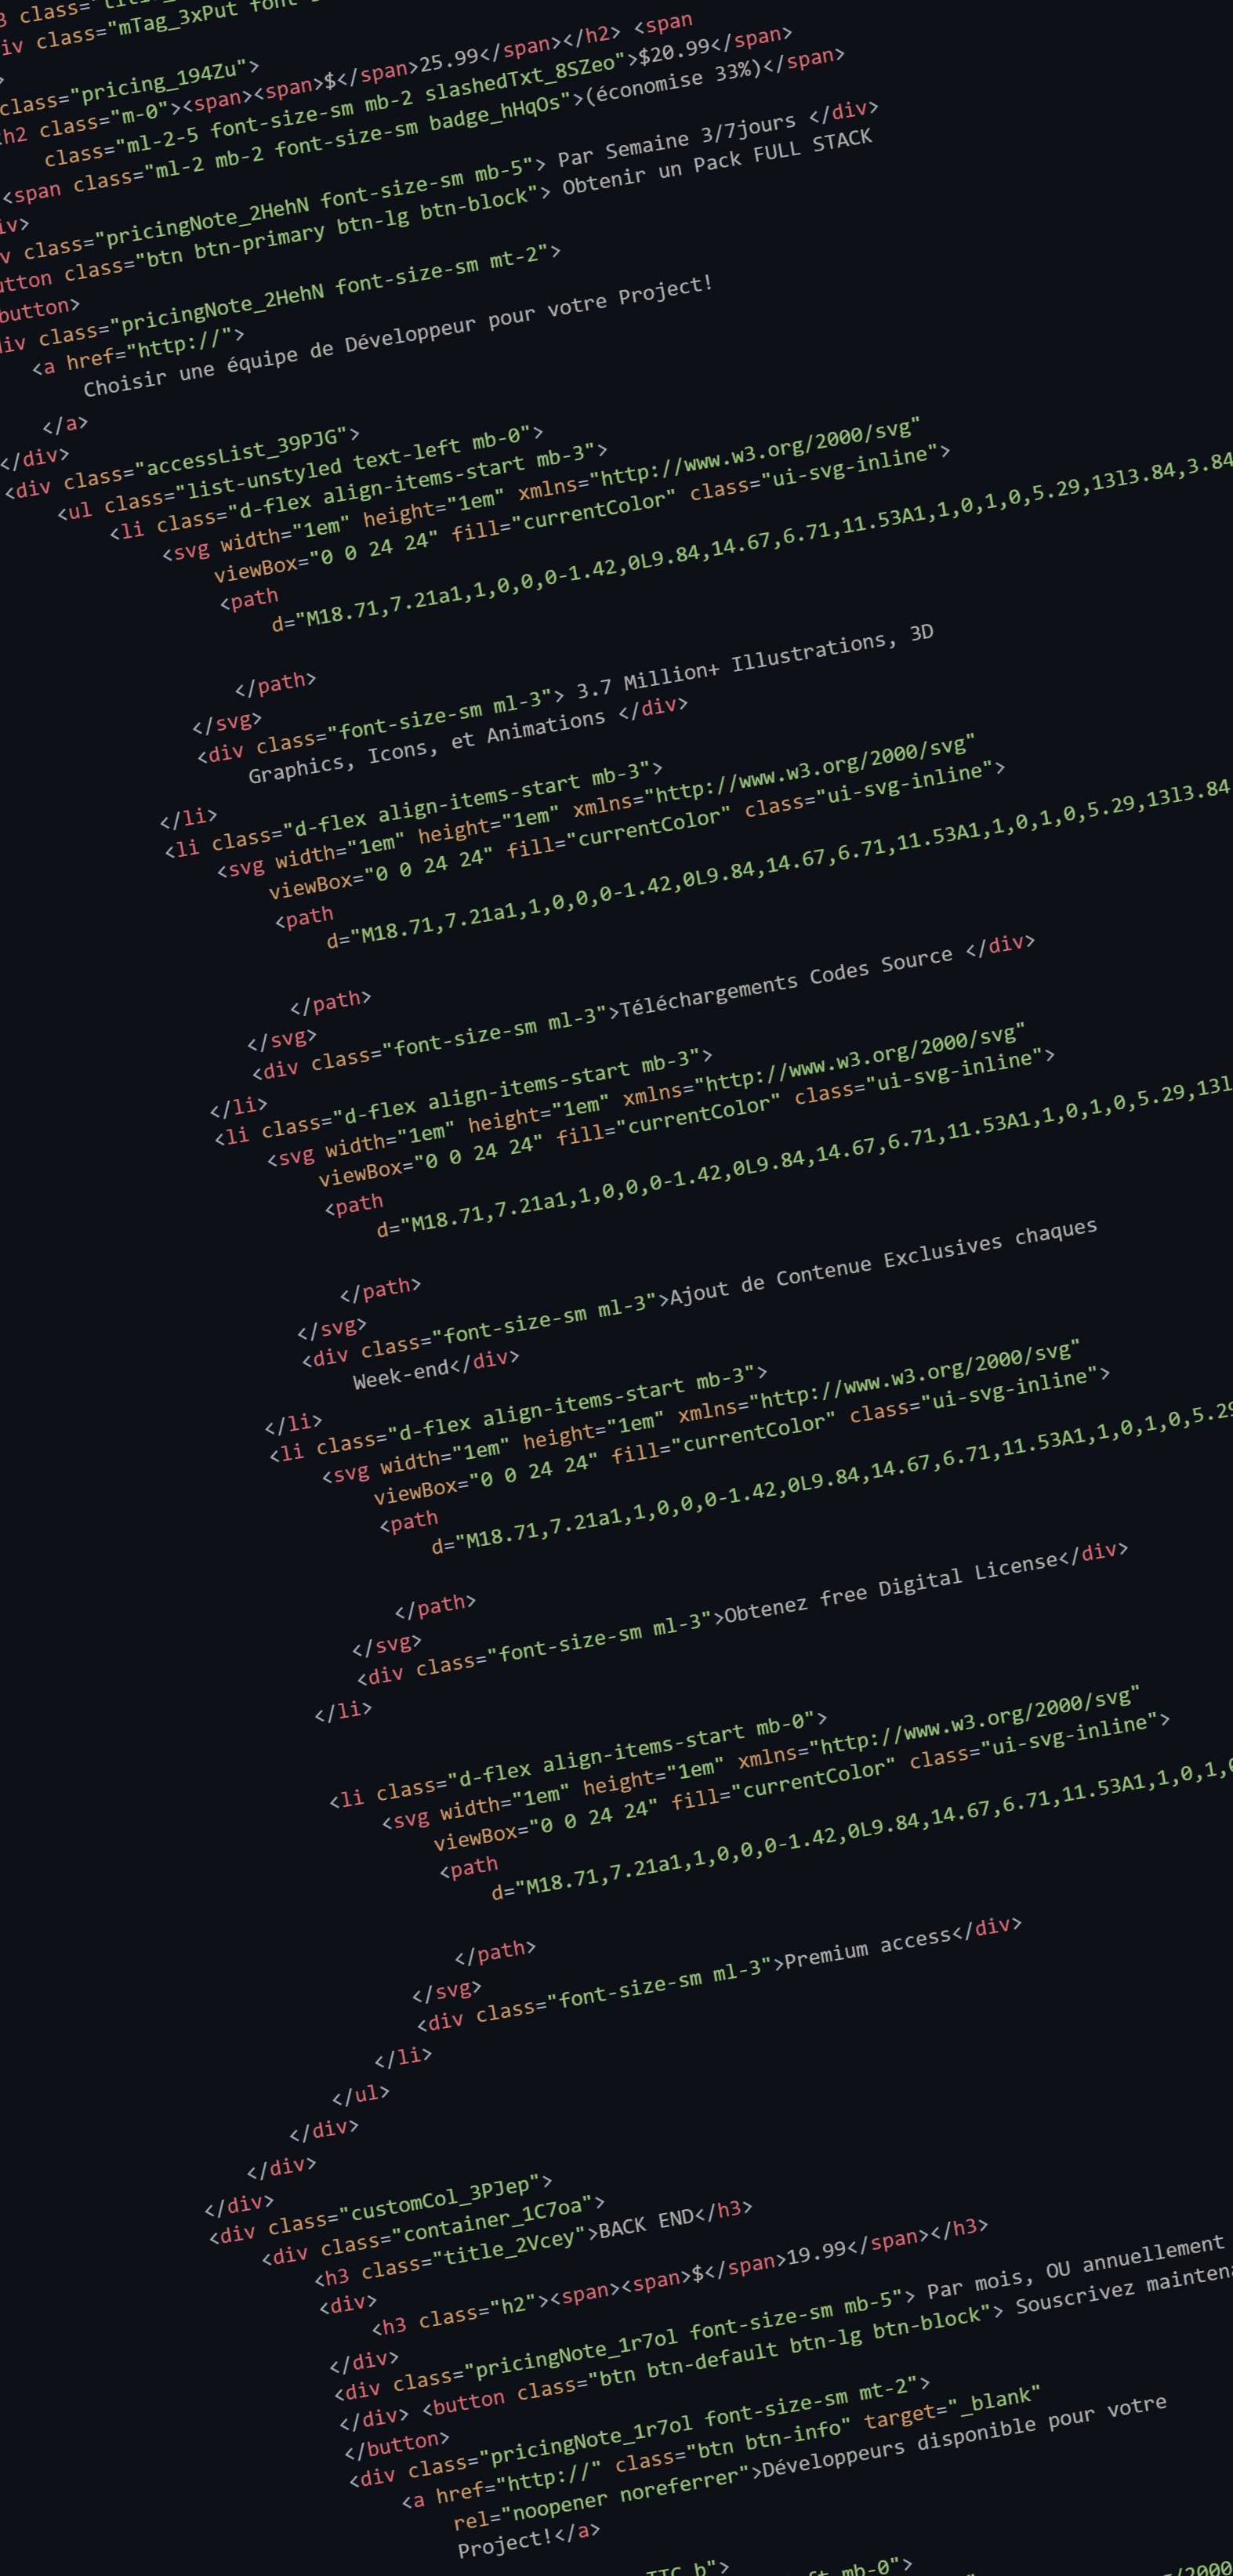 class="
iv class="mTag_3xPut
class="pricing_194Zu">
h2 class="m-0"><span><span>$</span>25.99</span></h2> <span
class="ml-2-5 font-size-sm mb-2 slashedTxt_8SZeo">$20.99</span>
<span class="ml-2 mb-2 font-size-sm badge_hHqOs">(économise 33%)</span>
iv>
v class="pricingNote_2HehN font-size-sm mb-5"> Par Semaine 3/7jours </div>
utton class="btn btn-primary btn-lg btn-block"> Obtenir un Pack FULL STACK
button>
iv class="pricingNote_2HehN font-size-sm mt-2">
<a href="http://">
Choisir une équipe de Développeur pour votre Project!
</a>
</div>
<div class="accessList_39PJG">
<ul class="list-unstyled text-left mb-0">
<li class="d-flex align-items-start mb-3">
<svg width="1em" height="1em" xmlns="http://www.w3.org/2000/svg"
viewBox="0 0 24 24" fill="currentColor" class="ui-svg-inline">
<path
d="M18.71,7.21a1,1,0,0,0-1.42,0L9.84,14.67,6.71,11.53A1,1,0,1,0,5.29,13l3.84,3.84
</path>
</svg>
<div class="font-size-sm ml-3"> 3.7 Million+ Illustrations, 3D
Graphics, Icons, et Animations </div>
</li>
<li class="d-flex align-items-start mb-3">
<svg width="1em" height="1em" xmlns="http://www.w3.org/2000/svg"
viewBox="0 0 24 24" fill="currentColor" class="ui-svg-inline">
<path
d="M18.71,7.21a1,1,0,0,0-1.42,0L9.84,14.67,6.71,11.53A1,1,0,1,0,5.29,13l3.84
</path>
</svg>
<div class="font-size-sm ml-3">Téléchargements Codes Source </div>
</li>
<li class="d-flex align-items-start mb-3">
<svg width="1em" height="1em" xmlns="http://www.w3.org/2000/svg"
viewBox="0 0 24 24" fill="currentColor" class="ui-svg-inline">
<path
d="M18.71,7.21a1,1,0,0,0-1.42,0L9.84,14.67,6.71,11.53A1,1,0,1,0,5.29,13l
</path>
</svg>
<div class="font-size-sm ml-3">Ajout de Contenue Exclusives chaques
Week-end</div>
</li>
<li class="d-flex align-items-start mb-3">
<svg width="1em" height="1em" xmlns="http://www.w3.org/2000/svg"
viewBox="0 0 24 24" fill="currentColor" class="ui-svg-inline">
<path
d="M18.71,7.21a1,1,0,0,0-1.42,0L9.84,14.67,6.71,11.53A1,1,0,1,0,5.29
</path>
</svg>
<div class="font-size-sm ml-3">Obtenez free Digital License</div>
</li>
<li class="d-flex align-items-start mb-0">
<svg width="1em" height="1em" xmlns="http://www.w3.org/2000/svg"
viewBox="0 0 24 24" fill="currentColor" class="ui-svg-inline">
<path
d="M18.71,7.21a1,1,0,0,0-1.42,0L9.84,14.67,6.71,11.53A1,1,0,1,0
</path>
</svg>
<div class="font-size-sm ml-3">Premium access</div>
</li>
</ul>
</div>
</div>
</div>
<div class="customCol_3PJep">
<div class="container_1C7oa">
<h3 class="title_2Vcey">BACK END</h3>
<div>
<h3 class="h2"><span><span>$</span>19.99</span></h3>
</div>
<div class="pricingNote_1r7ol font-size-sm mb-5"> Par mois, OU annuellement
</div> <button class="btn btn-default btn-lg btn-block"> Souscrivez maintena
</button>
<div class="pricingNote_1r7ol font-size-sm mt-2">
<a href="http://" class="btn btn-info" target="_blank"
rel="noopener noreferrer">Développeurs disponible pour votre
Project!</a>
mb-0">